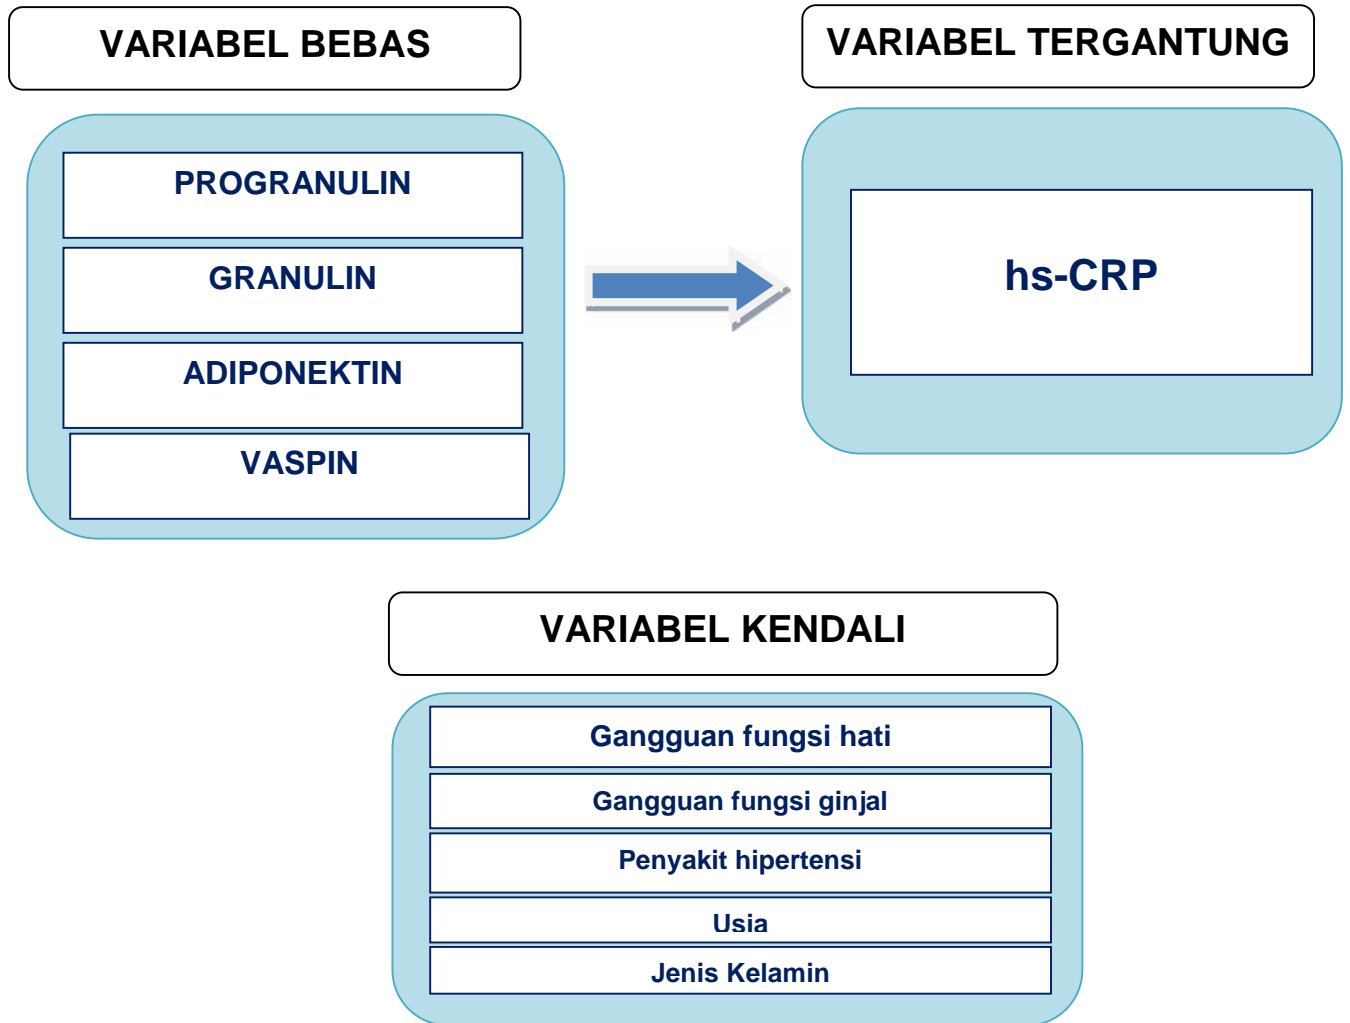 VARIABEL BEBAS
VARIABEL TERGANTUNG
PROGRANULIN
GRANULIN
ADIPONEKTIN
VASPIN
hs-CRP
VARIABEL KENDALI
Gangguan fungsi hati
Gangguan fungsi ginjal
Penyakit hipertensi
Usia
Jenis Kelamin